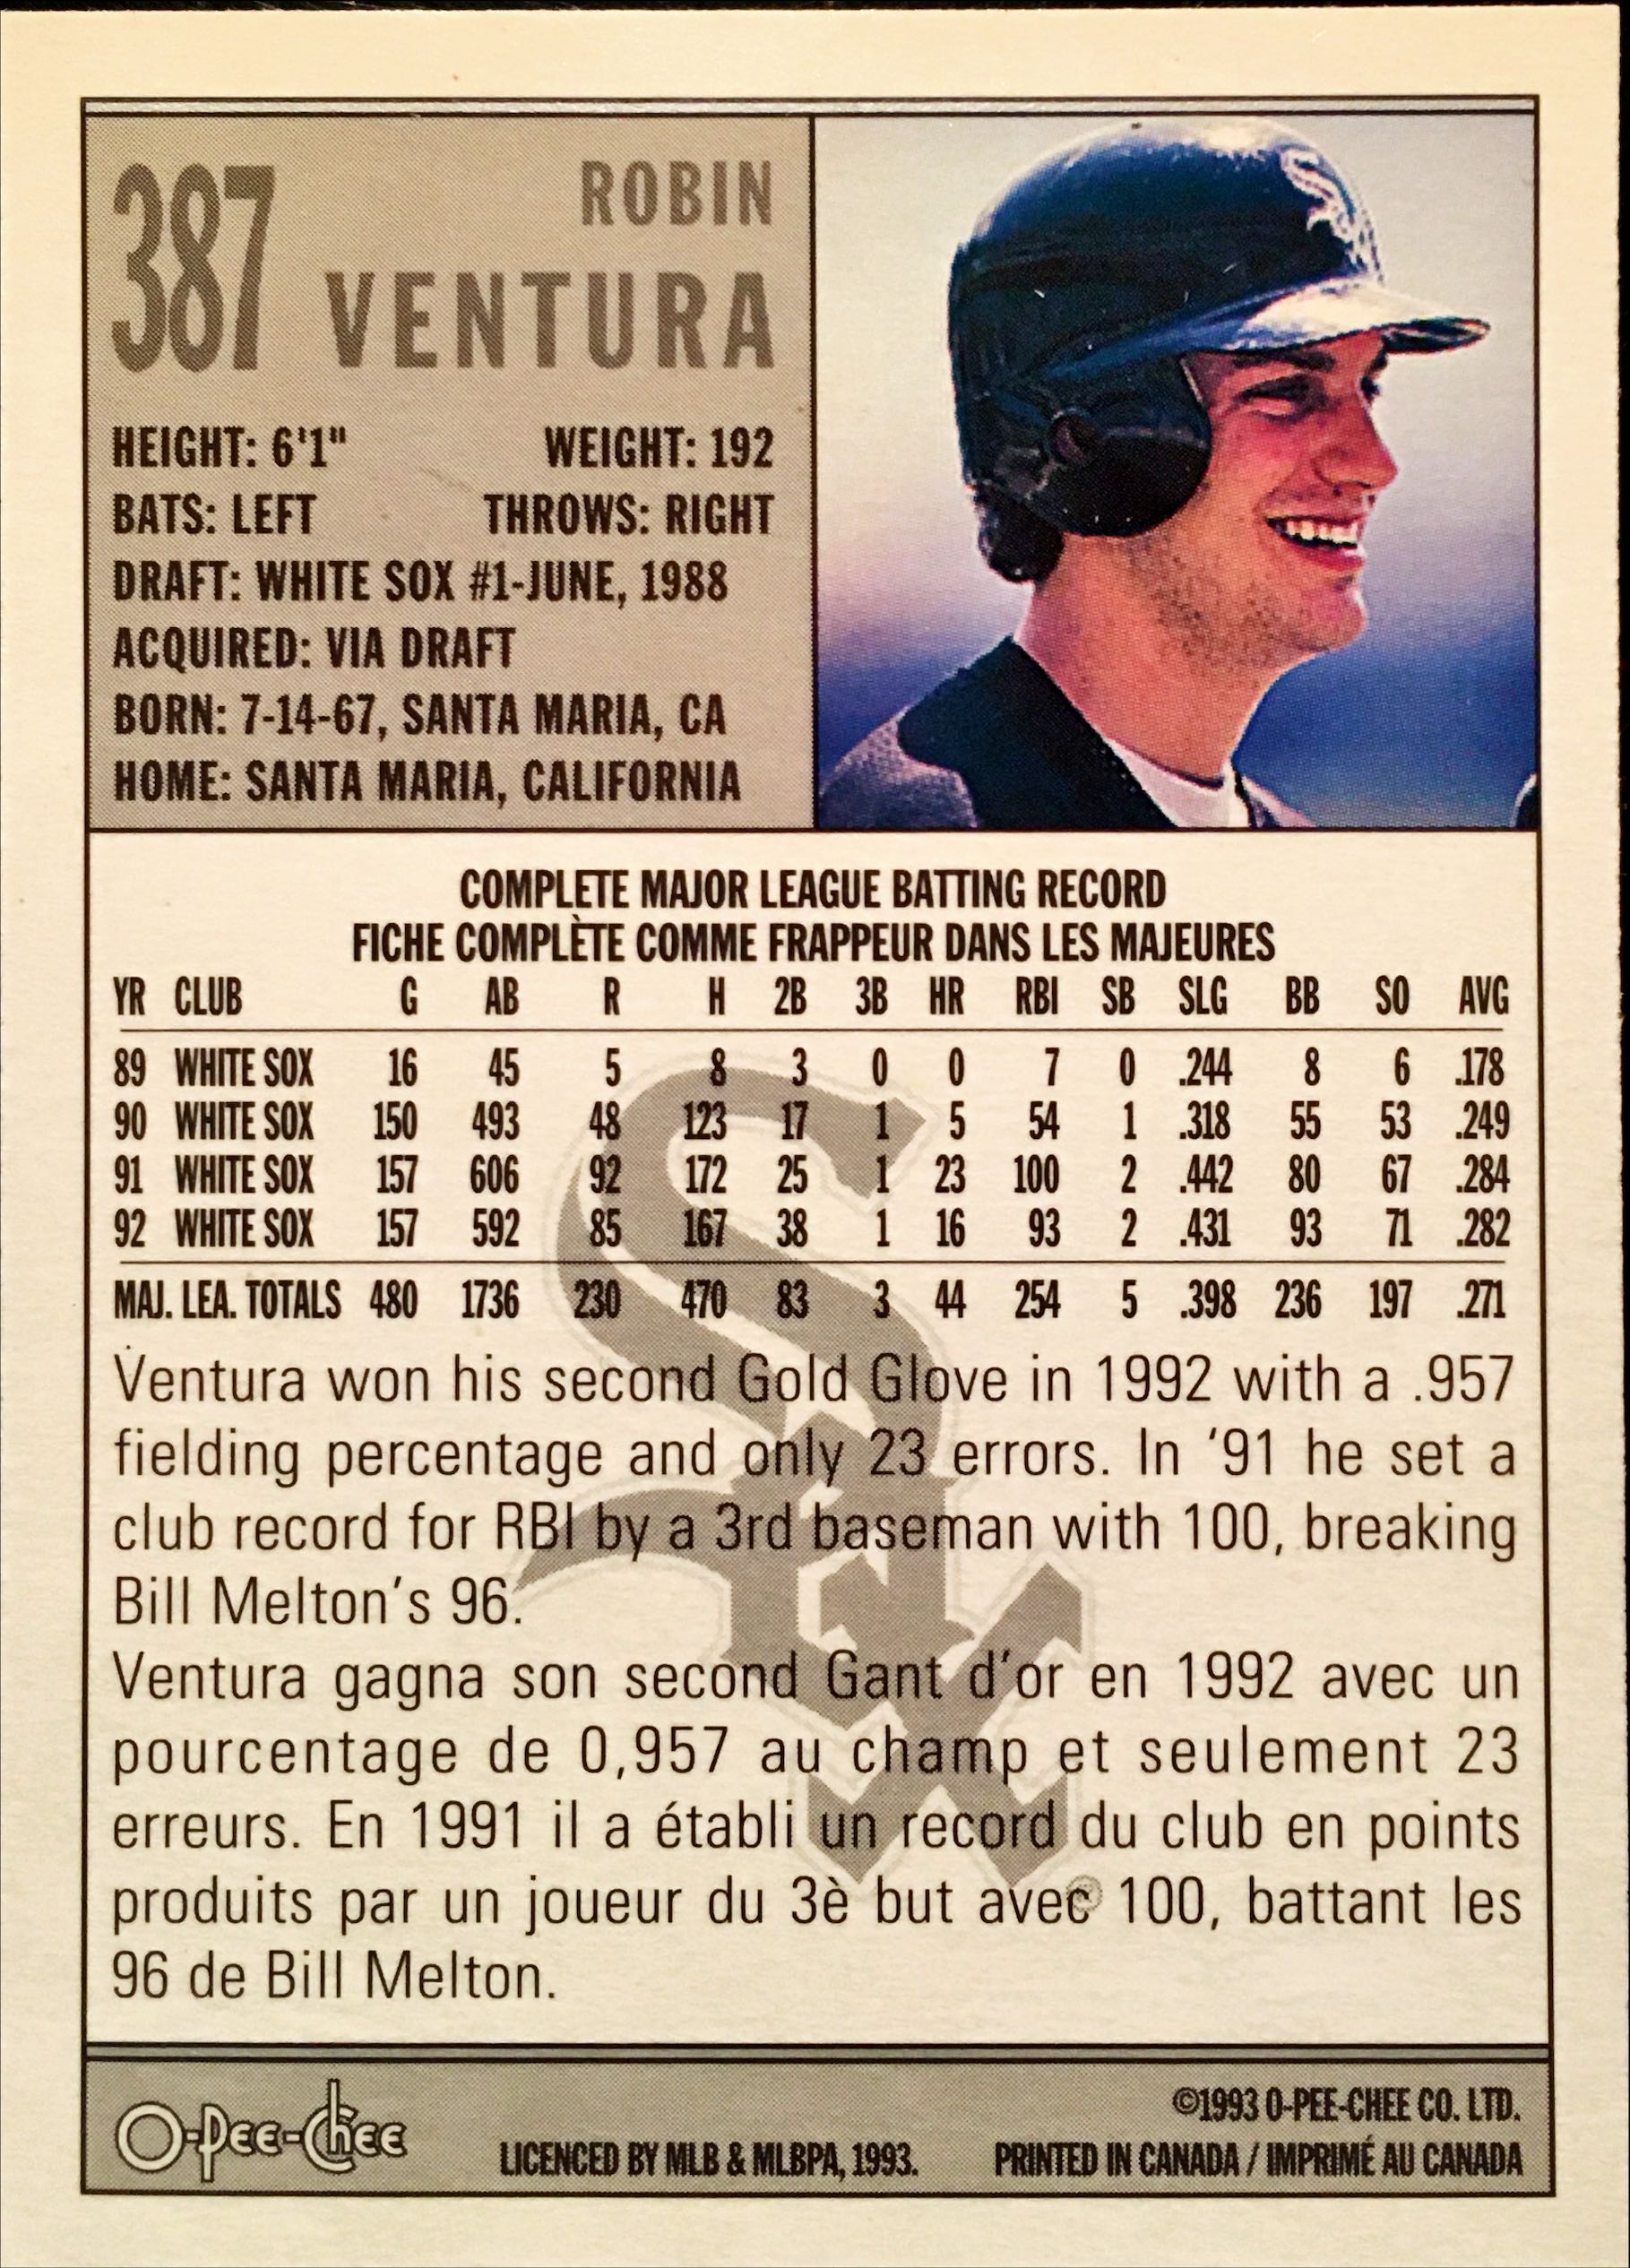 387 ROBIN
VENTURA
HEIGHT: 6'1" WEIGHT: 192
BATS: LEFT THROWS: RIGHT
DRAFT: WHITE SOX #1-JUNE, 1988
ACQUIRED: VIA DRAFT
BORN: 7-14-67, SANTA MARIA, CA
HOME: SANTA MARIA, CALIFORNIA
Sox
COMPLETE MAJOR LEAGUE BATTING RECORD
FICHE COMPLÈTE COMME FRAPPEUR DANS LES MAJEURES
YR CLUB G AB R H 2B 3B HR RBI SB SLG BB SO AVG
89 WHITE SOX 16 45 5 8 3 0 0 7 0 .244 8 6 .178
90 WHITE SOX 150 493 48 123 17 1 5 54 1 .318 55 53 .249
91 WHITE SOX 157 606 92 172 25 1 23 100 2 .442 80 67 .284
92 WHITE SOX 157 592 85 167 38 1 16 93 2 .431 93 71 .282
MAJ. LEA. TOTALS 480 1736 230 470 83 3 44 254 5 .398 236 197 .271
Ventura won his second Gold Glove in 1992 with a .957
fielding percentage and only 23 errors. In '91 he set a
club record for RBI by a 3rd baseman with 100, breaking
Bill Melton's 96.
Ventura gagna son second Gant d'or en 1992 avec un
pourcentage de 0,957 au champ et seulement 23
erreurs. En 1991 il a établi un record du club en points
produits par un joueur du 3è but avec 100, battant les
96 de Bill Melton.
Sox
O-Pee-Chee
©1993 O-PEE-CHEE CO. LTD.
LICENCED BY MLB & MLBPA, 1993. PRINTED IN CANADA / IMPRIMÉ AU CANADA